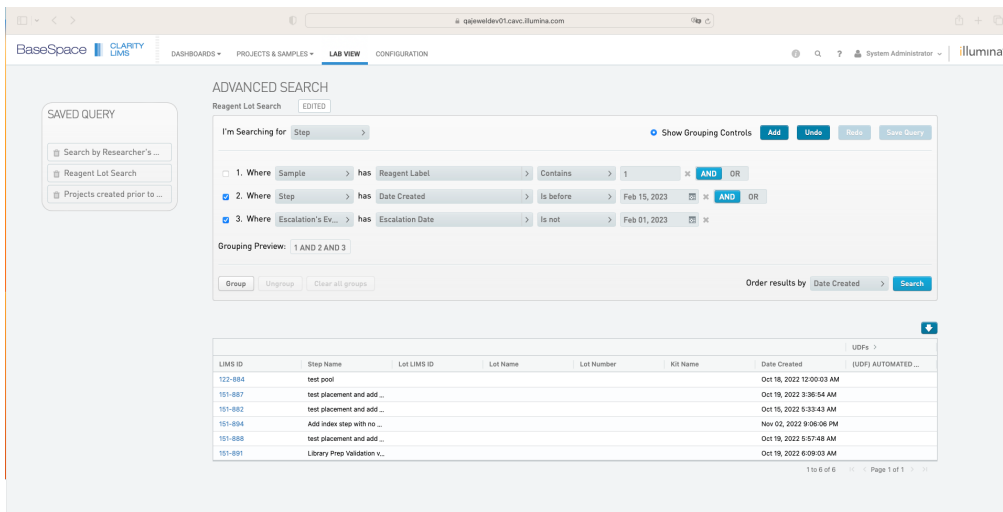 qajeweldev01.cavc.illumina.com
BaseSpace CLARITY LIMS
DASHBOARDS PROJECTS & SAMPLES LAB VIEW CONFIGURATION
? System Administrator illumina
ADVANCED SEARCH
Reagent Lot Search EDITED
SAVED QUERY
Search by Researcher's ...
Reagent Lot Search
Projects created prior to ...
I'm Searching for Step > Show Grouping Controls Add Undo Redo Save Query
1. Where Sample > has Reagent Label > Contains > 1 × AND OR
2. Where Step > has Date Created > Is before > Feb 15, 2023 × AND OR
3. Where Escalation's Ev... > has Escalation Date > Is not > Feb 01, 2023 ×
Grouping Preview: 1 AND 2 AND 3
Group Ungroup Clear all groups Order results by Date Created > Search
UDFs >
LIMS ID Step Name Lot LIMS ID Lot Name Lot Number Kit Name Date Created (UDF) AUTOMATED ...
122-884 test pool Oct 18, 2022 12:00:03 AM
151-887 test placement and add ... Oct 19, 2022 3:36:54 AM
151-882 test placement and add ... Oct 15, 2022 5:33:43 AM
151-894 Add index step with no ... Nov 02, 2022 9:06:06 PM
151-888 test placement and add ... Oct 19, 2022 5:57:48 AM
151-891 Library Prep Validation v... Oct 19, 2022 6:09:03 AM
1 to 6 of 6 Page 1 of 1